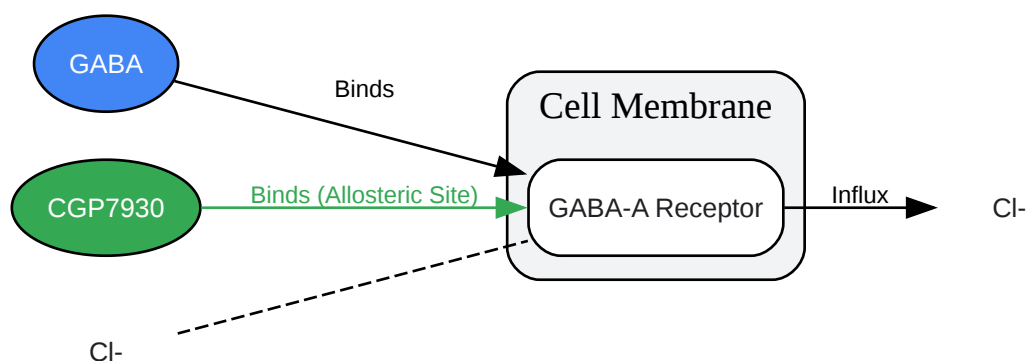 GABA
Binds
Cell Membrane
CGP7930
Binds (Allosteric Site)
GABA-A Receptor
Influx
Cl-
Cl-